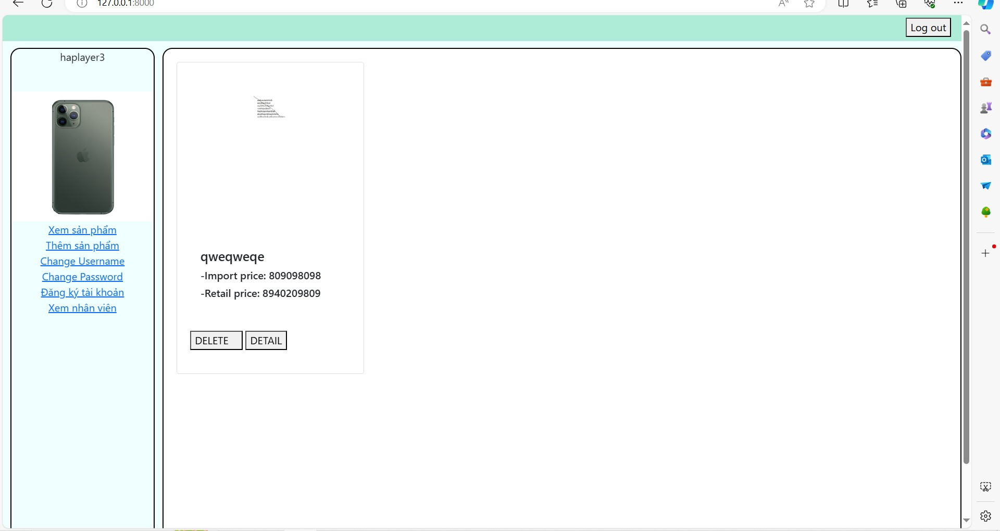 127.0.0.1:8000
Log out
haplayer3
Xem sản phẩm
Thêm sản phẩm
Change Username
Change Password
Đăng ký tài khoản
Xem nhân viên
qweqweqe
-Import price: 809098098
-Retail price: 8940209809
DELETE
DETAIL